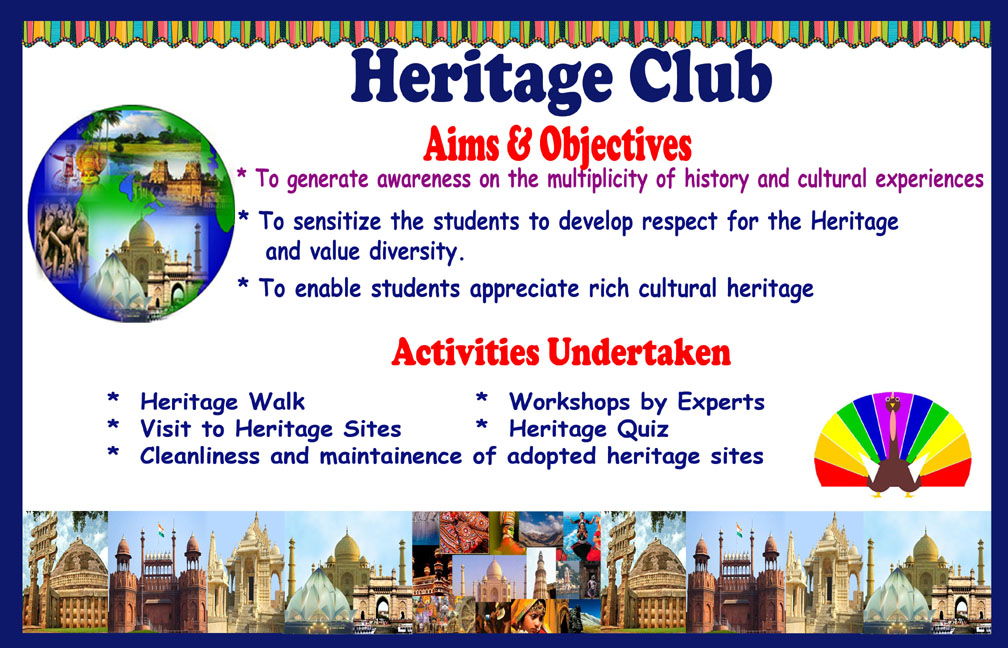 Heritage Club
Aims & Objectives
* To generate awareness on the multiplicity of history and cultural experiences
* To sensitize the students to develop respect for the Heritage
and value diversity.
* To enable students appreciate rich cultural heritage
Activities Undertaken
* Heritage Walk
* Workshops by Experts
* Visit to Heritage Sites
* Heritage Quiz
* Cleanliness and maintainence of adopted heritage sites